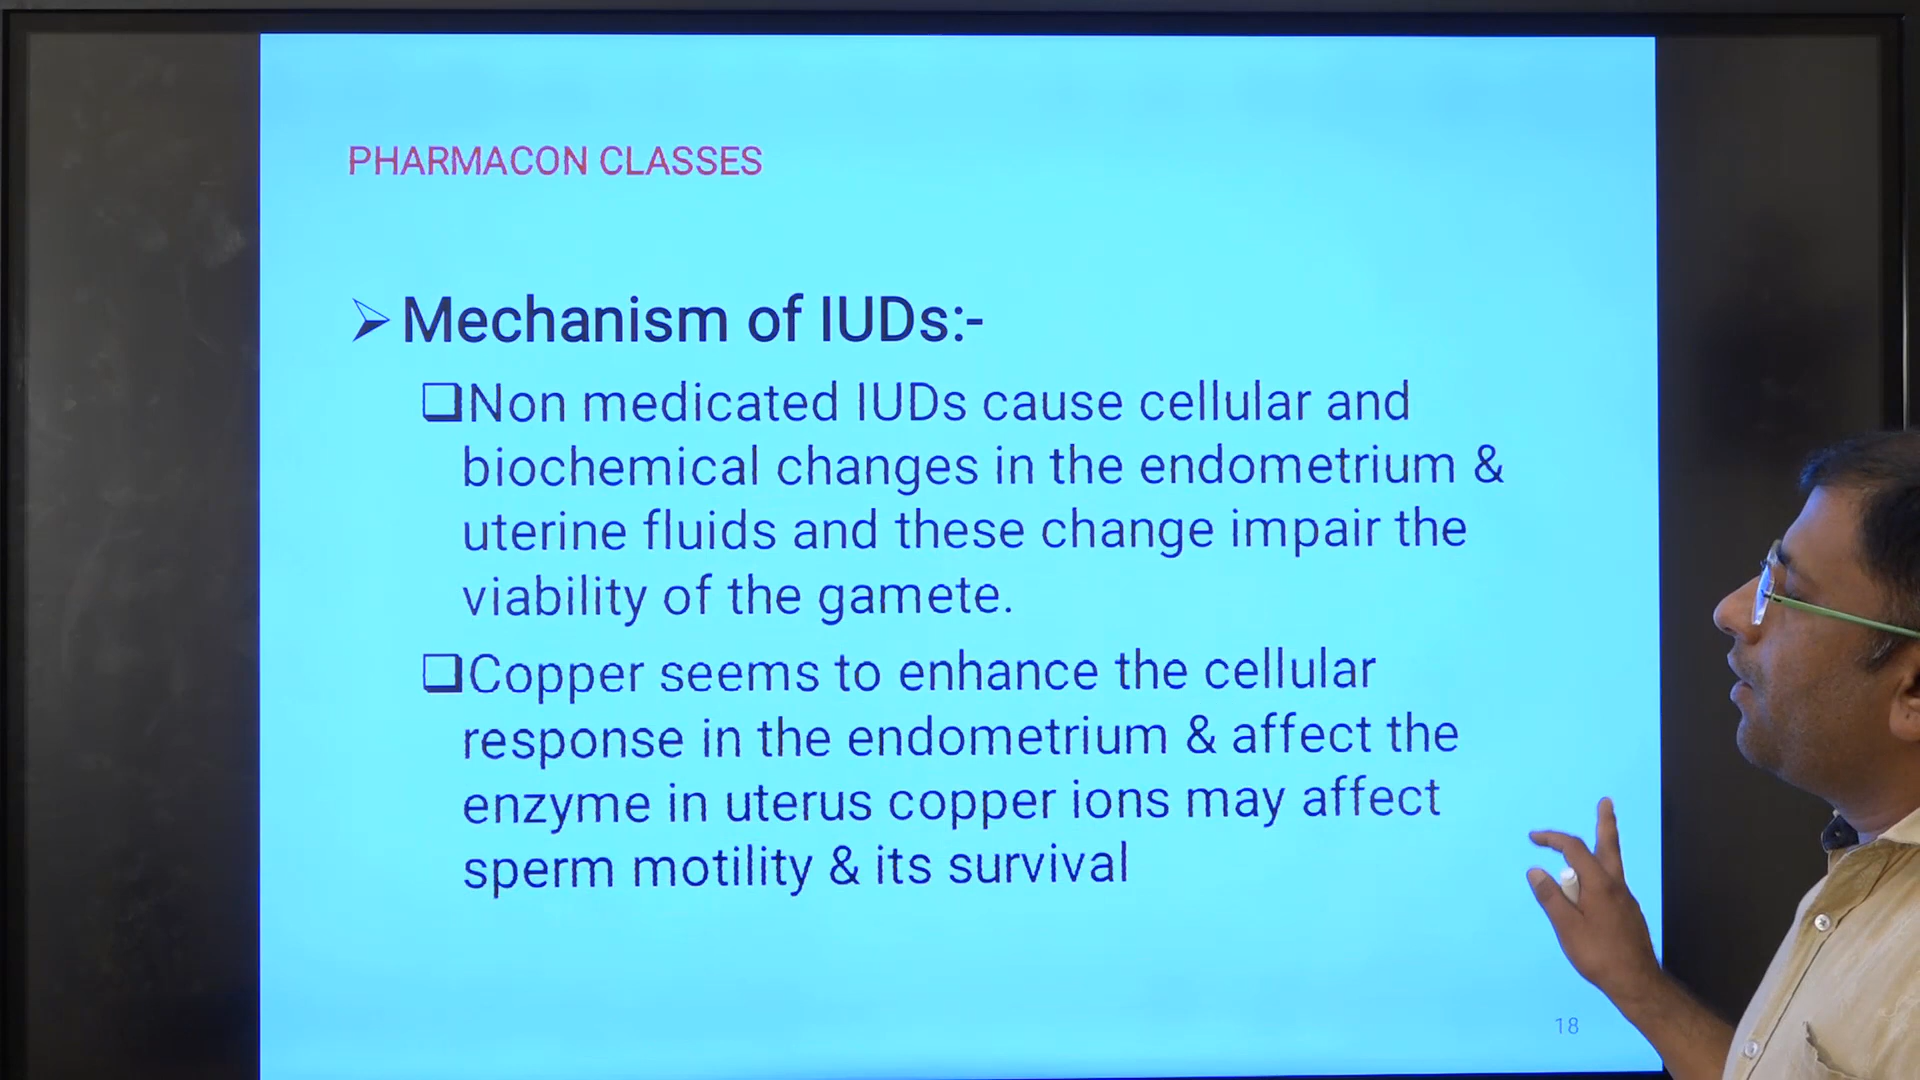 PHARMACON CLASSES
Mechanism of IUDs:-
Non medicated IUDs cause cellular and
biochemical changes in the endometrium &
uterine fluids and these change impair the
viability of the gamete.
Copper seems to enhance the cellular
response in the endometrium & affect the
enzyme in uterus copper ions may affect
sperm motility & its survival
18